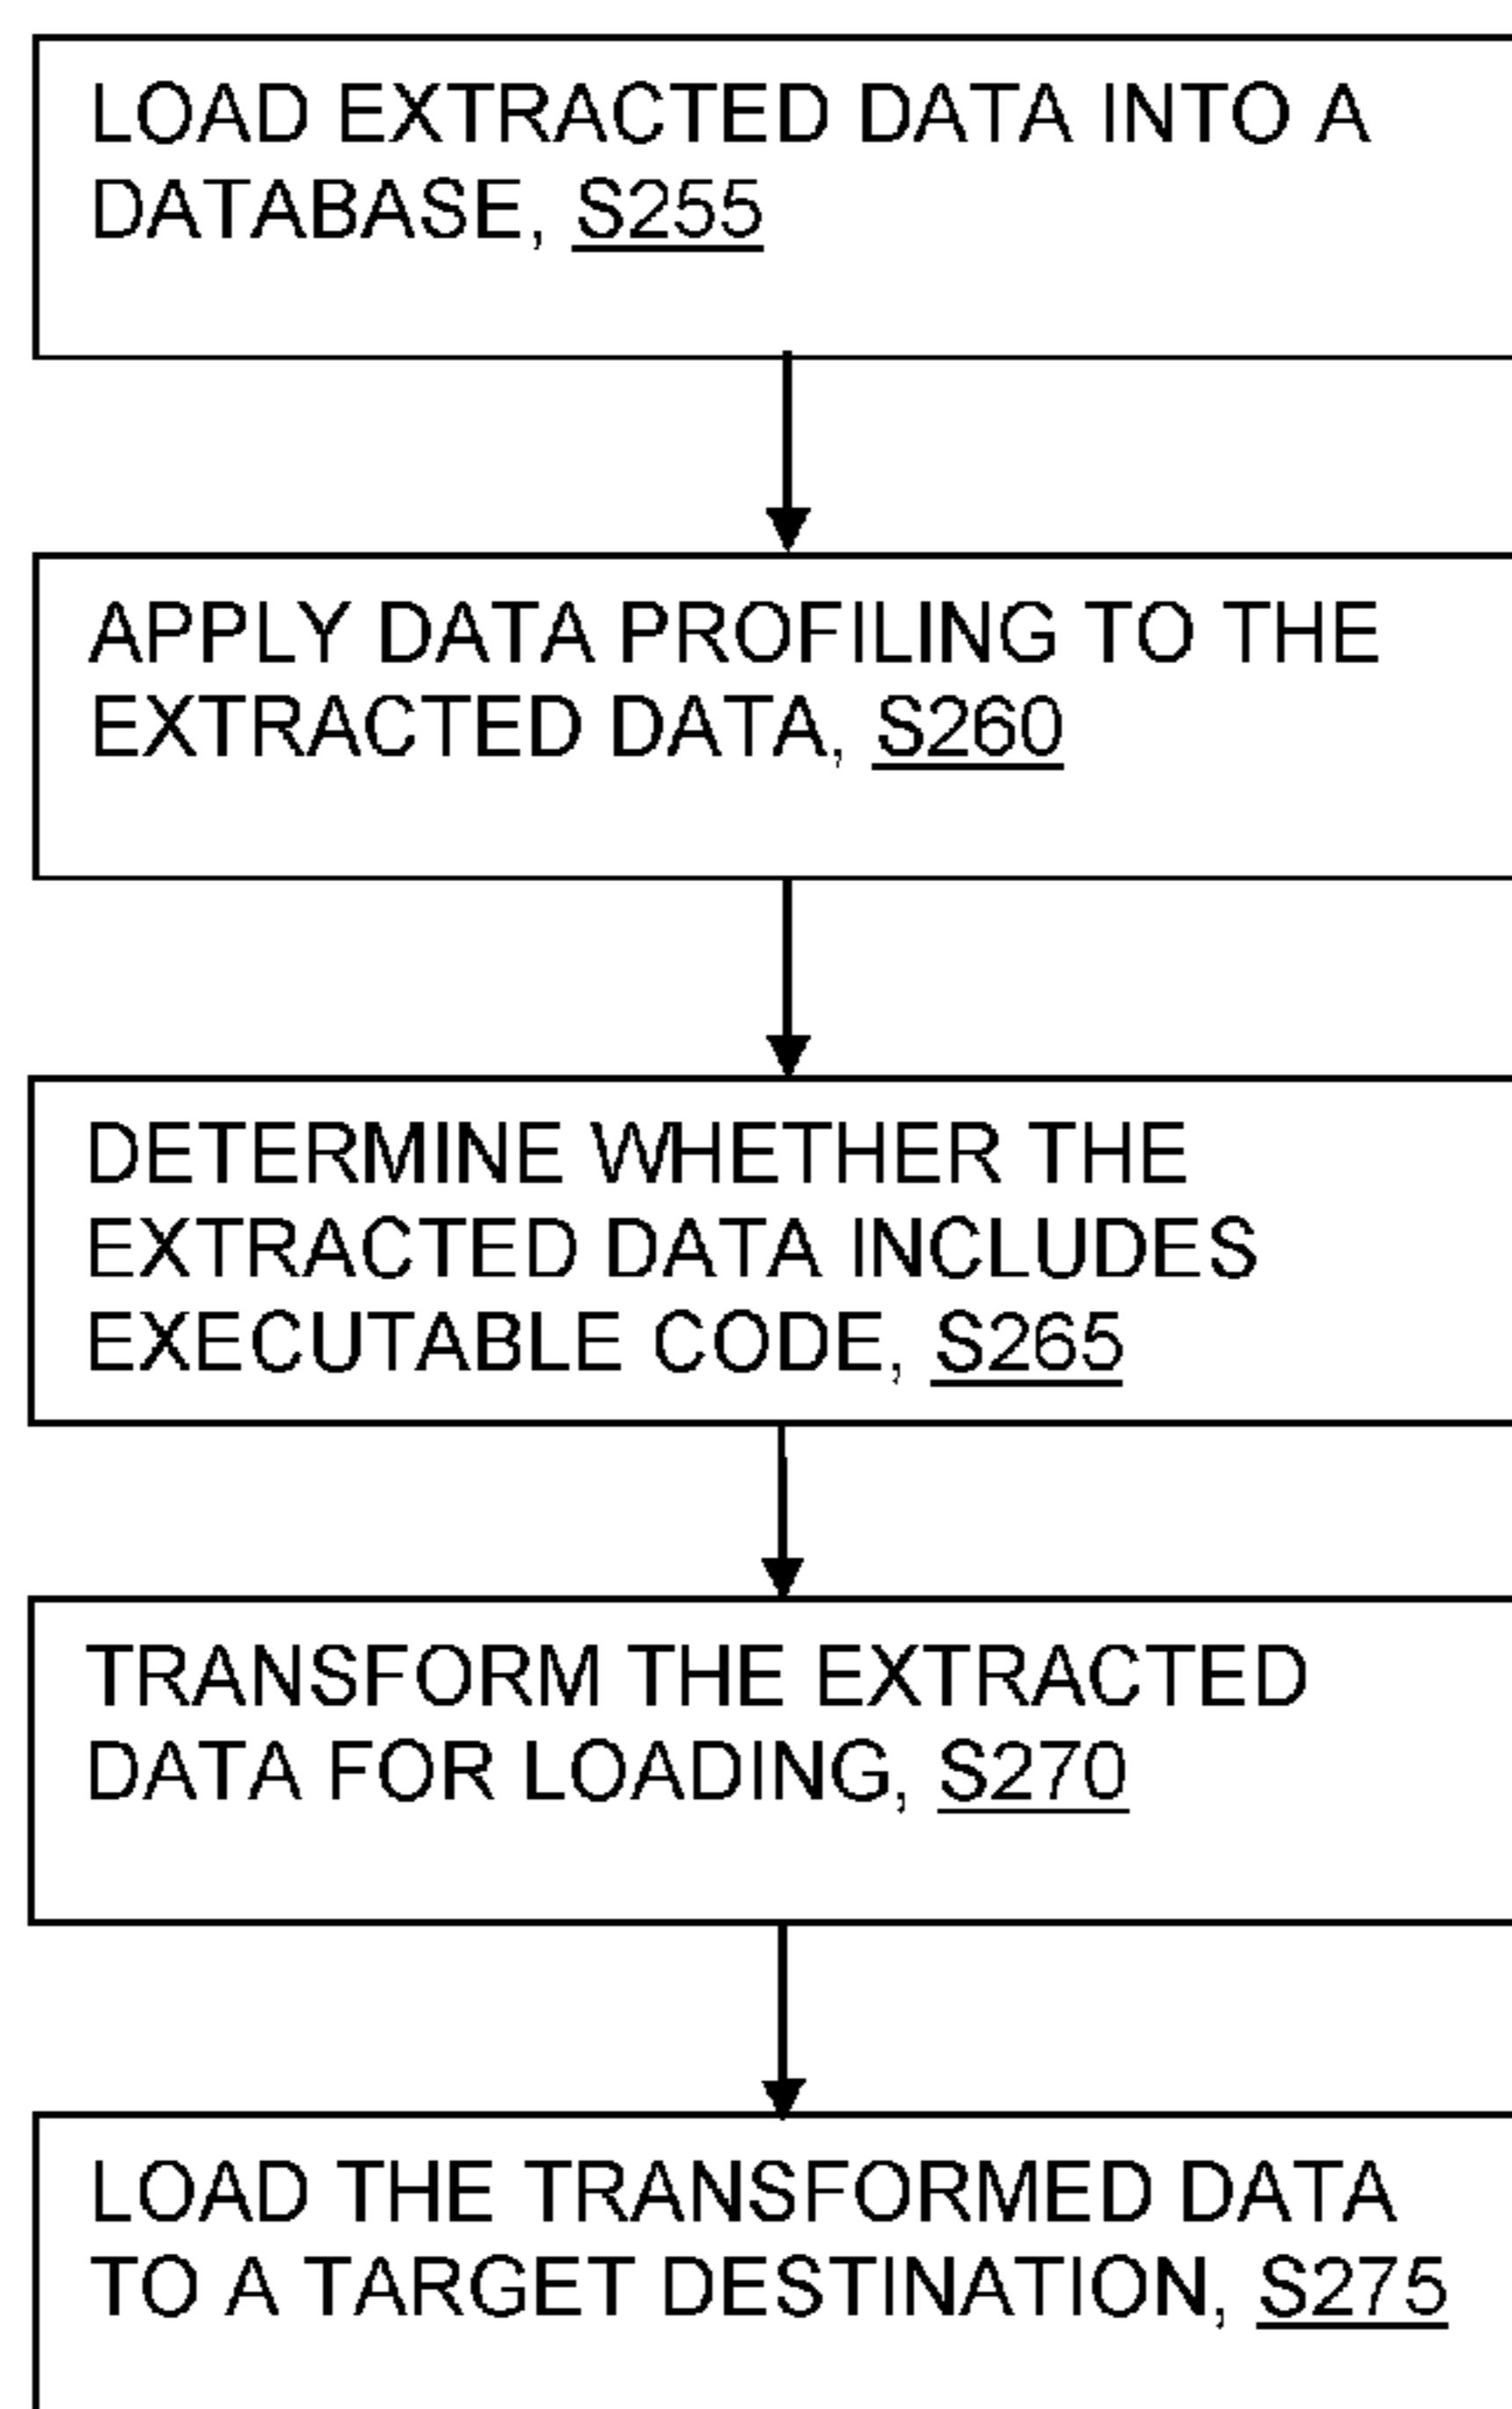 LOAD EXTRACTED DATA INTO A
DATABASE, S255
APPLY DATA PROFILING TO THE
EXTRACTED DATA, S260
DETERMINE WHETHER THE
EXTRACTED DATA INCLUDES
EXECUTABLE CODE, S265
TRANSFORM THE EXTRACTED
DATA FOR LOADING, S270
LOAD THE TRANSFORMED DATA
TO A TARGET DESTINATION, S275